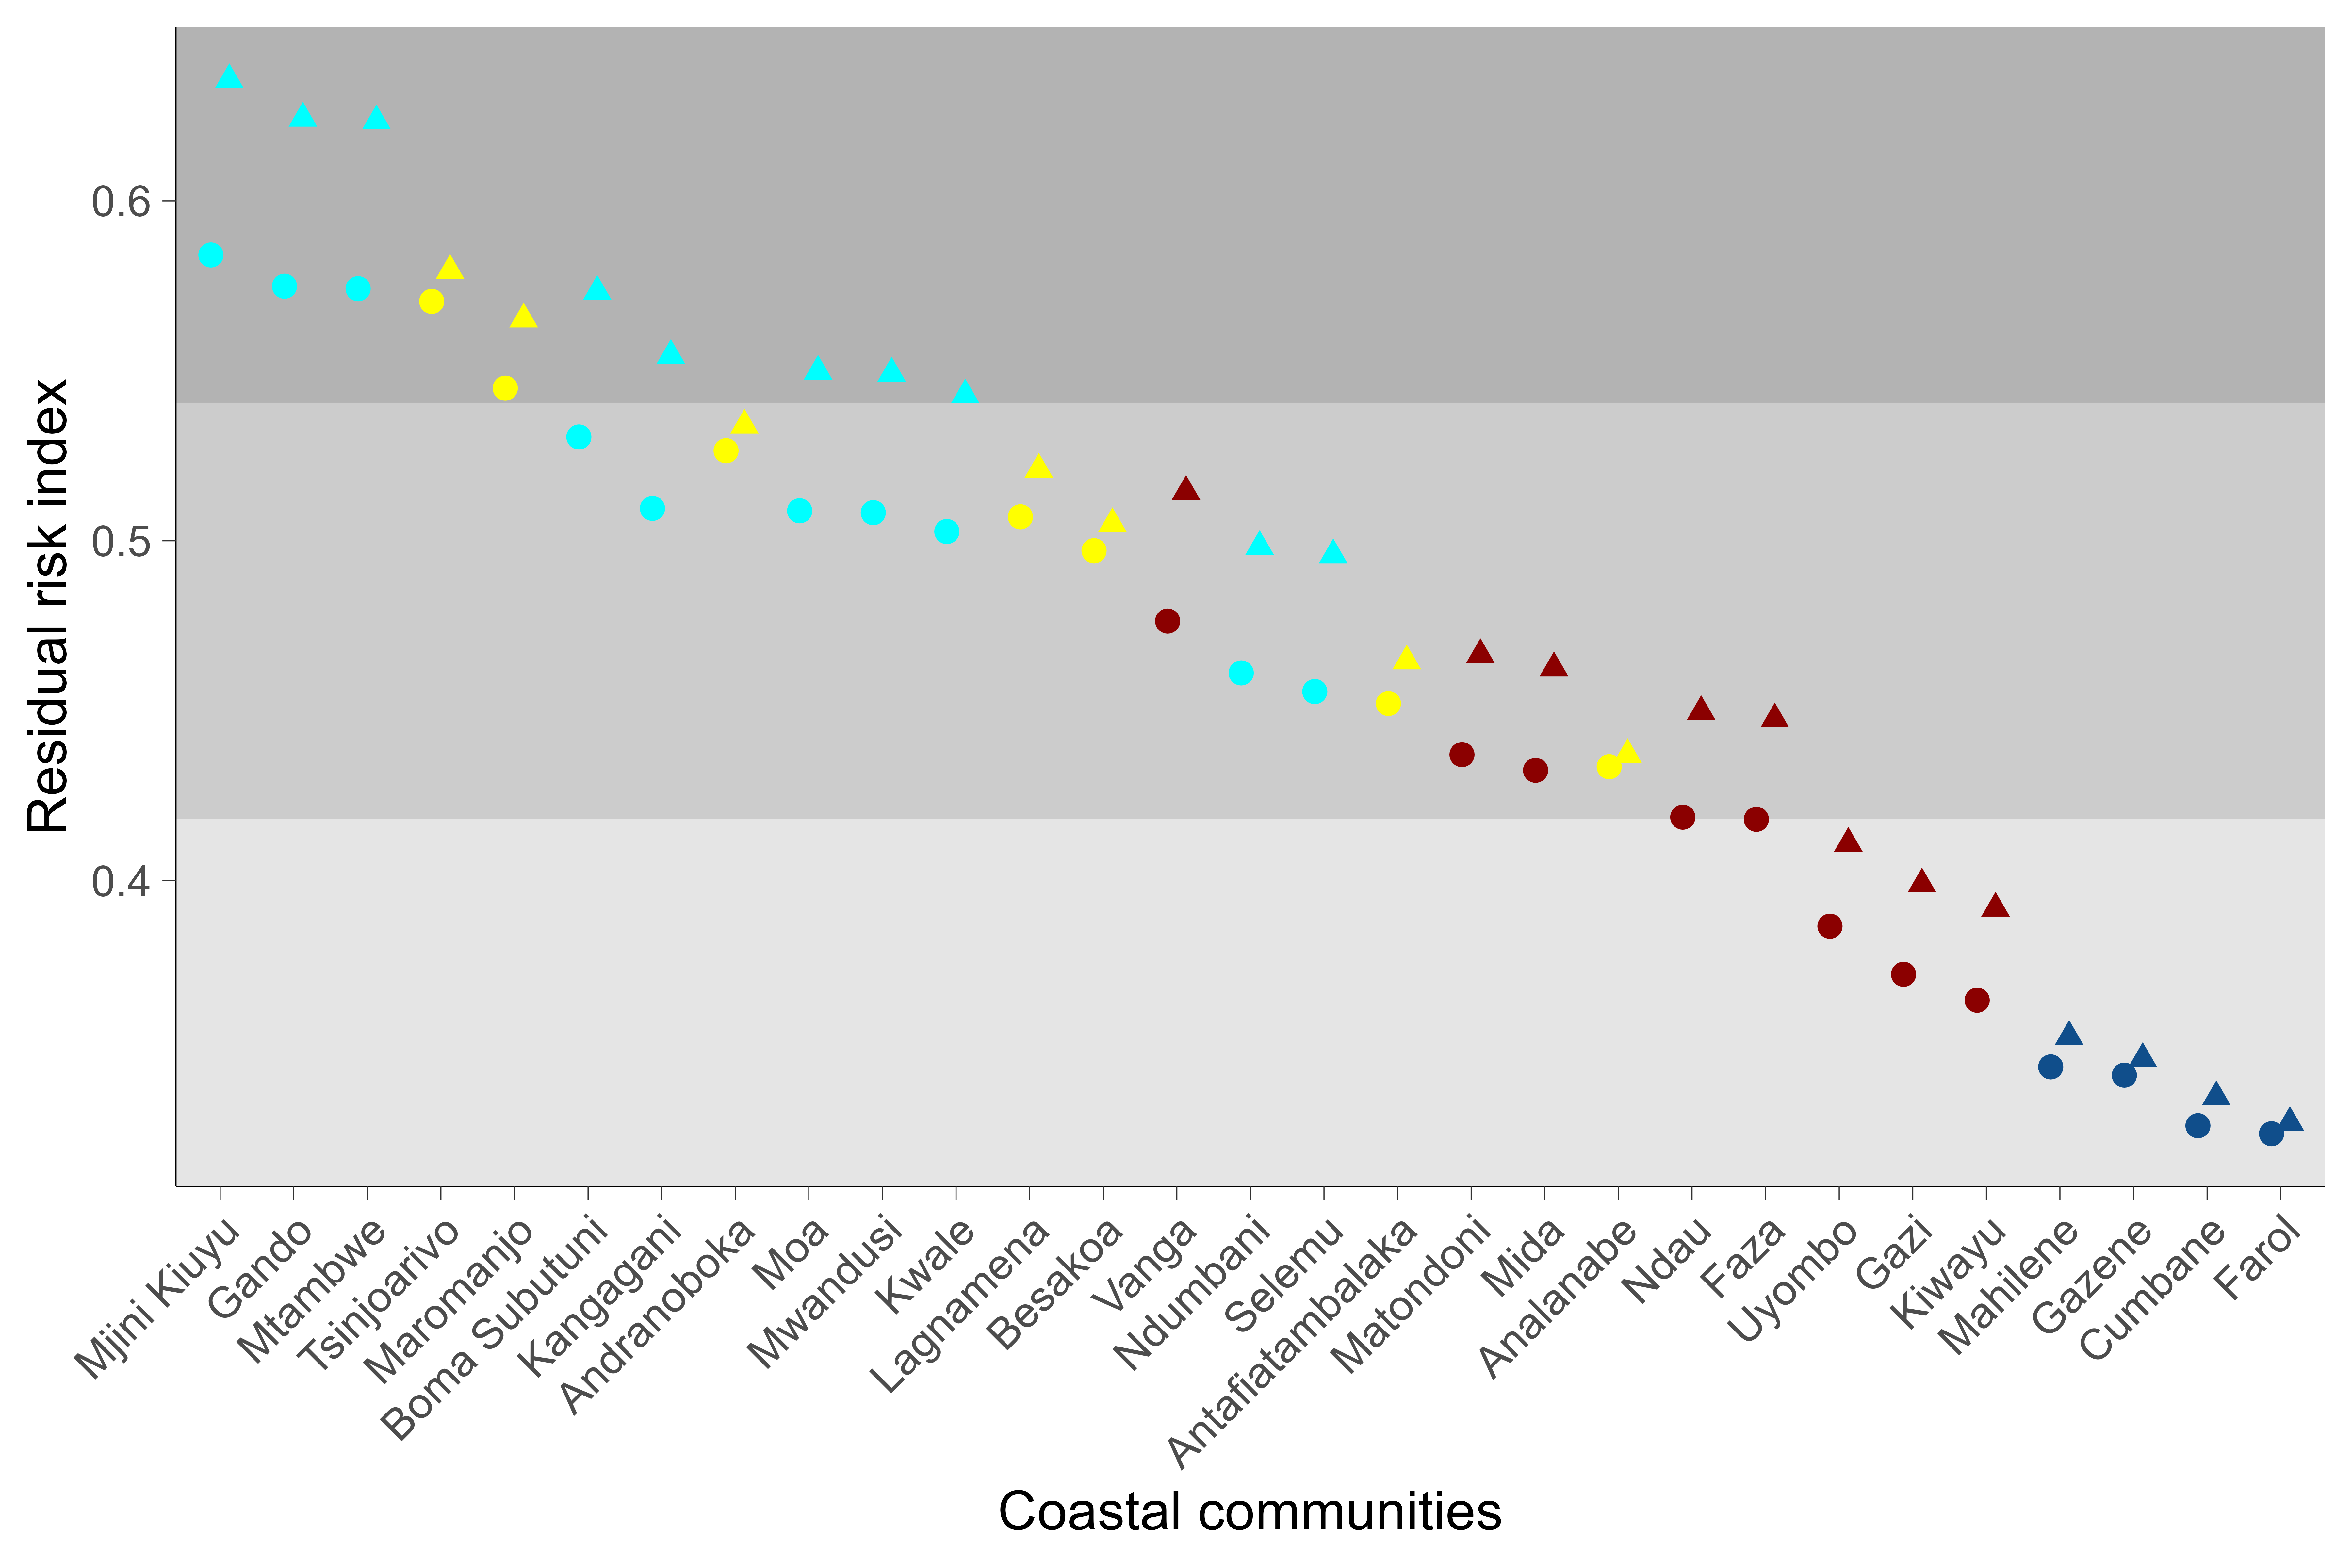 Residual risk index
0.6
0.5
0.4
Mjini Kiuyu
Gando
Mtambwe
Tsinjoarivo
Maromanjo
Boma Subutuni
Kangagani
Andranoboka
Moa
Mwandusi
Kwale
Lagnamena
Besakoa
Vanga
Ndumbani
Selemu
Antafiatambalaka
Matondoni
Mida
Analanabe
Ndau
Faza
Uyombo
Gazi
Kiwayu
Mahilene
Gazene
Cumbane
Farol
Coastal communities